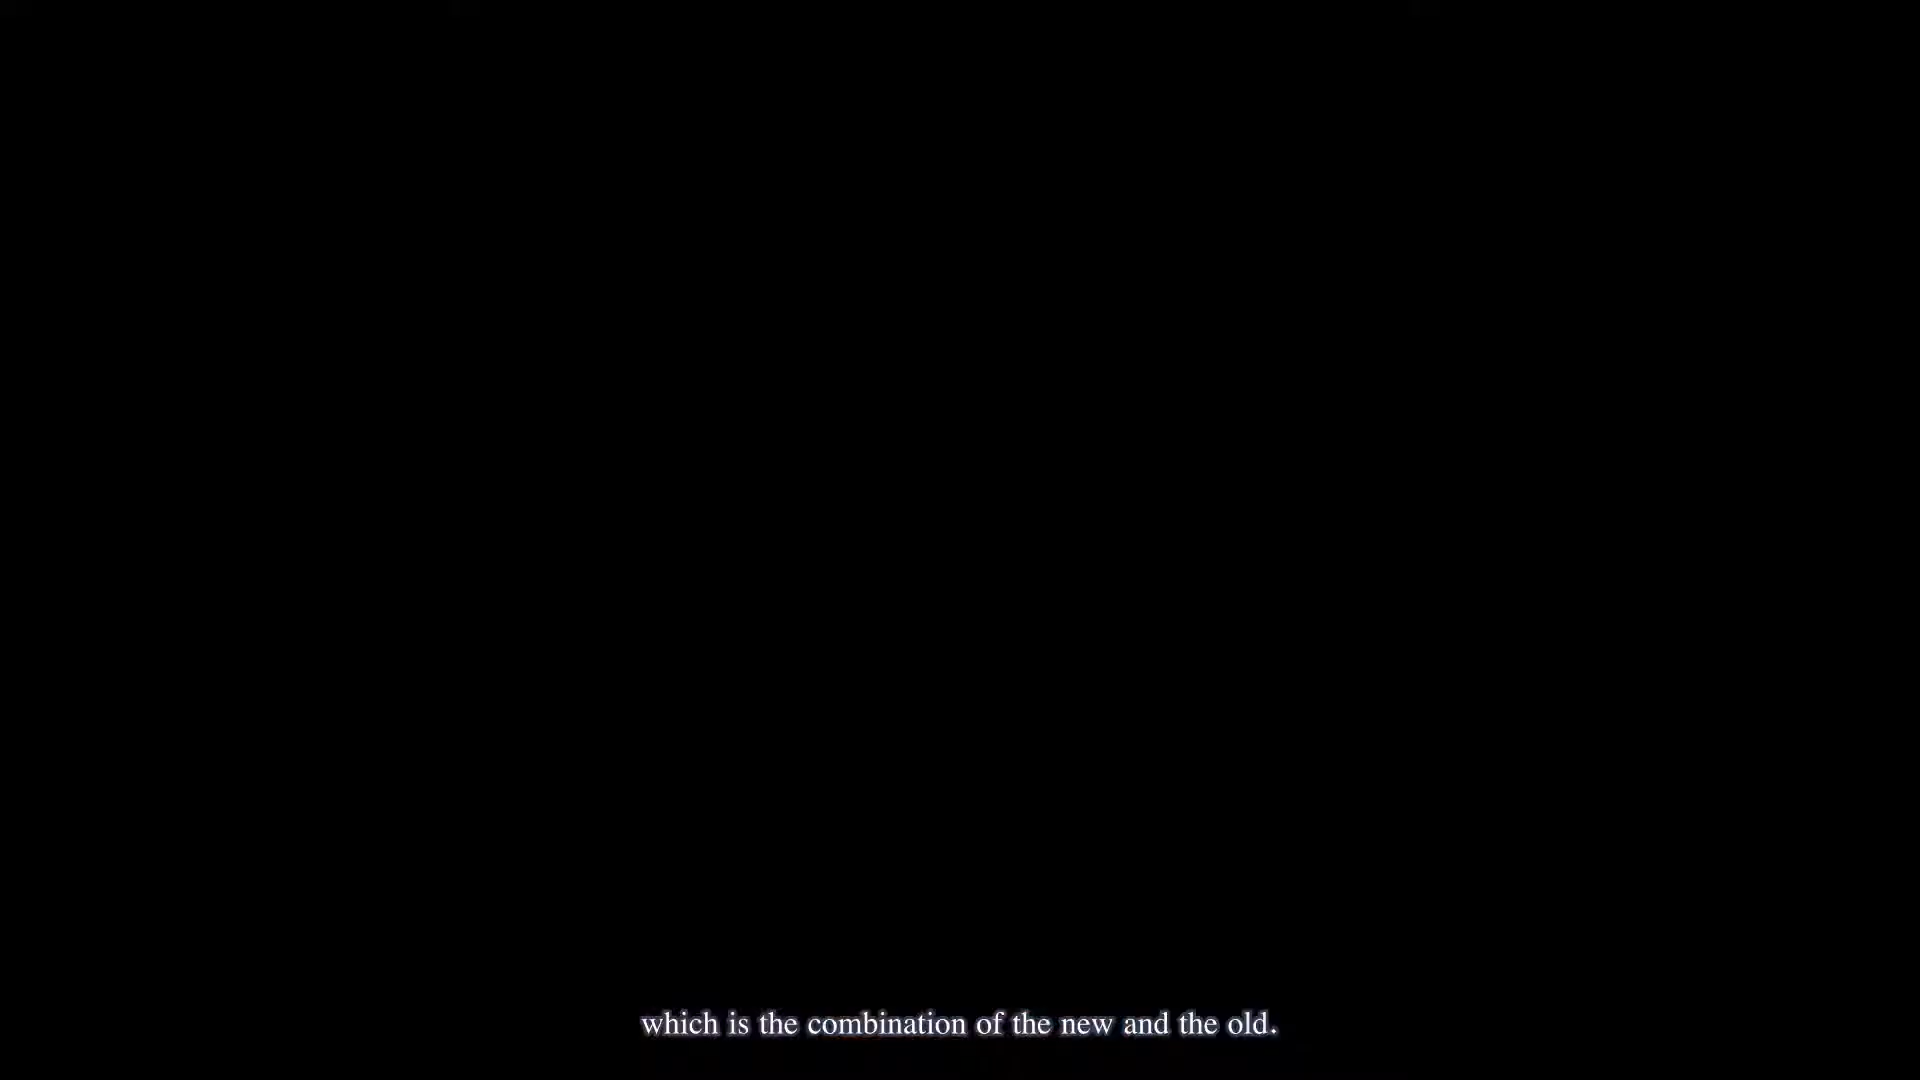 which is the combination of the new and the old.